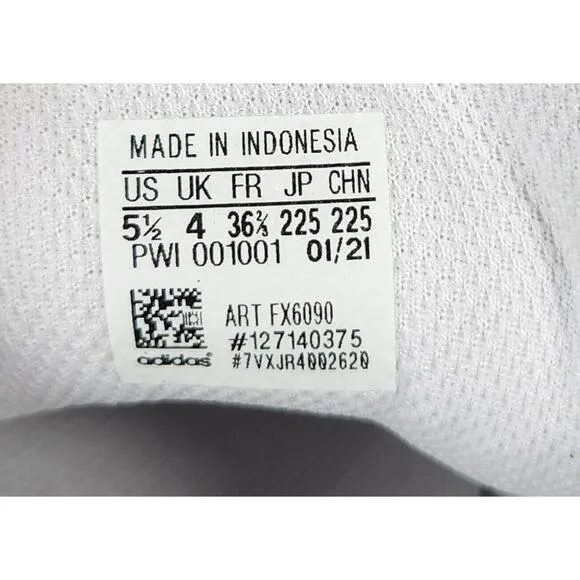 MADE IN INDONESIA
US UK FR JP CHN
5½ 4 36⅔ 225 225
PWI 001001 01/21
ART FX6090
#127140375
adidas #7VXJR4002620